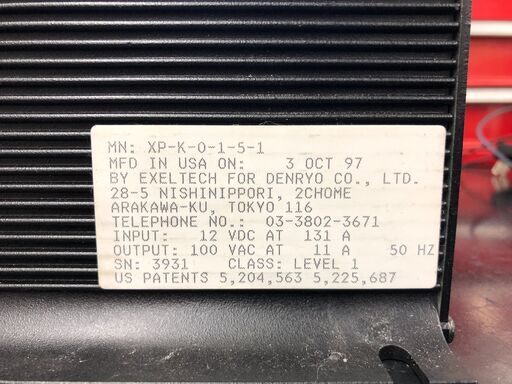 MN: XP-K-0-1-5-1
MFD IN USA ON: 3 OCT 97
BY EXELTECH FOR DENRYO CO., LTD.
28-5 NISHINIPPORI, 2CHOME
ARAKAWA-KU, TOKYO 116
TELEPHONE NO.: 03-3802-3671
INPUT: 12 VDC AT 131 A
OUTPUT: 100 VAC AT 11 A 50 HZ
SN: 3931 CLASS: LEVEL 1
US PATENTS 5,204,563 5,225,687